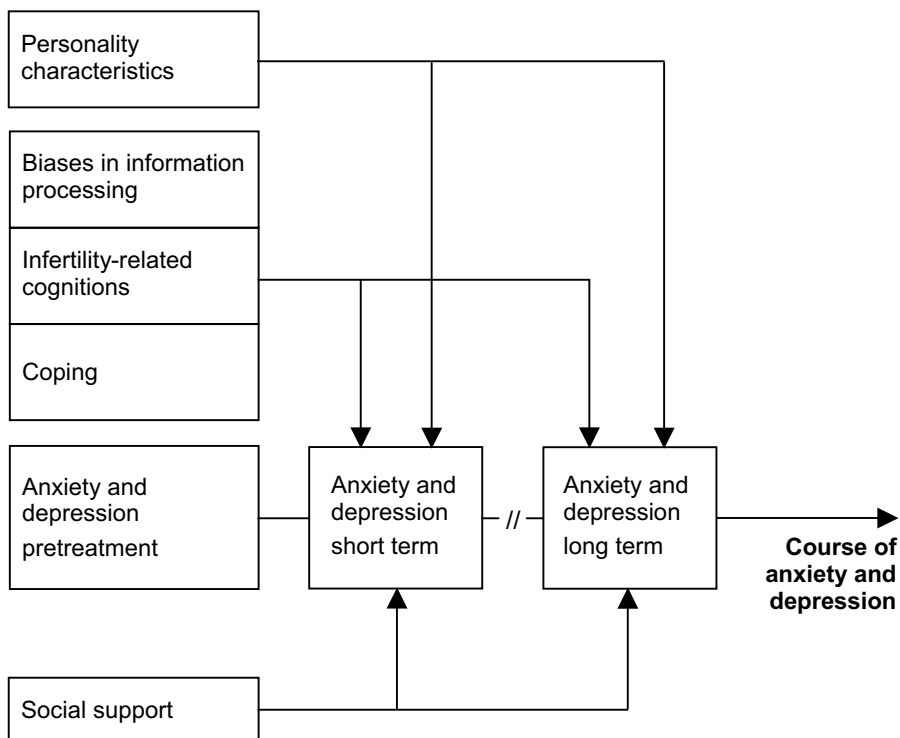 Personality
characteristics
Biases in information
processing
Infertility-related
cognitions
Coping
Anxiety and
depression
pretreatment
Anxiety and
depression
short term
//
Anxiety and
depression
long term
Course of
anxiety and
depression
Social support